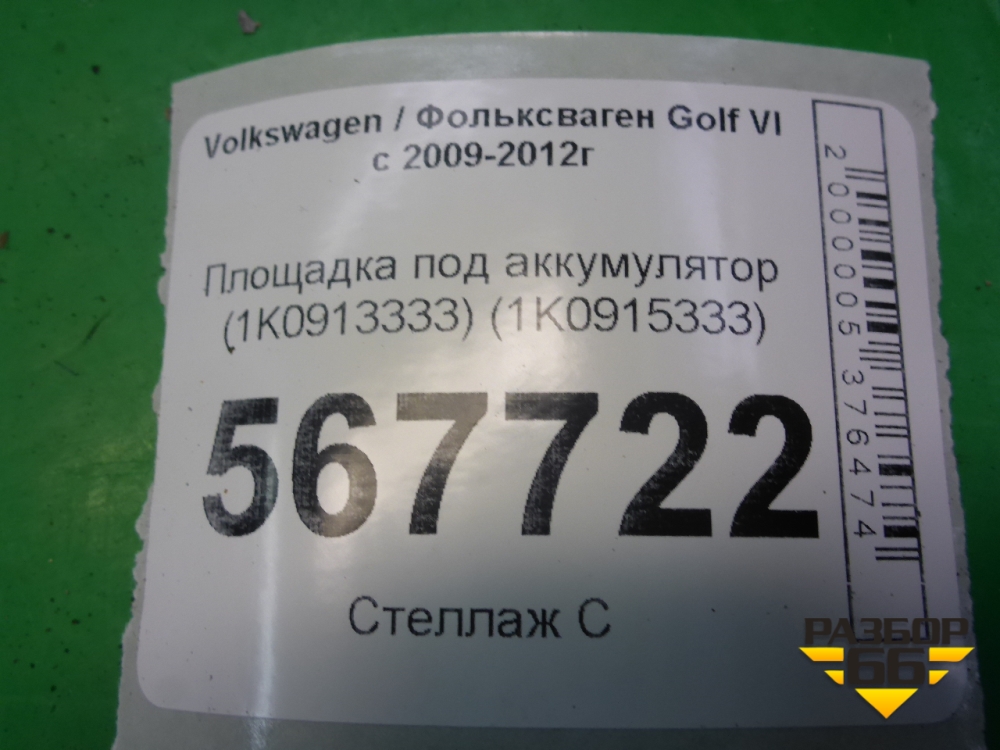 Volkswagen / Фольксваген Golf VI
с 2009-2012г
Площадка под аккумулятор
(1K0913333) (1K0915333)
567722
Стеллаж С
2000005376474
РАЗБОР
66